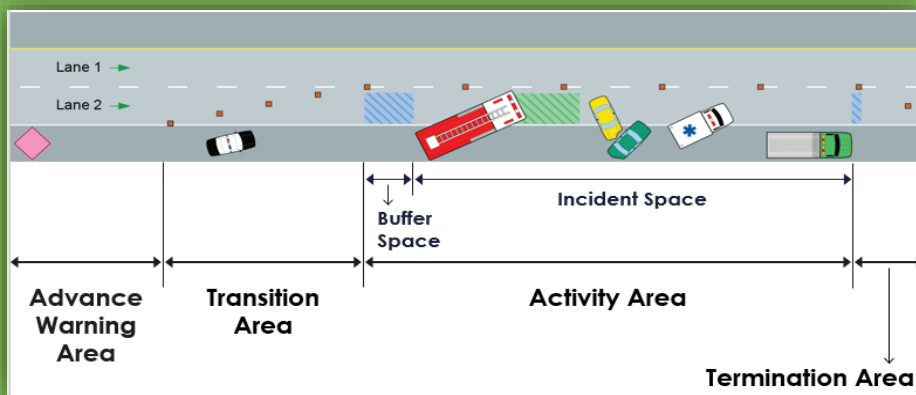 Lane 1
Lane 2
Buffer
Space
Incident Space
Advance
Warning
Area
Transition
Area
Activity Area
Termination Area